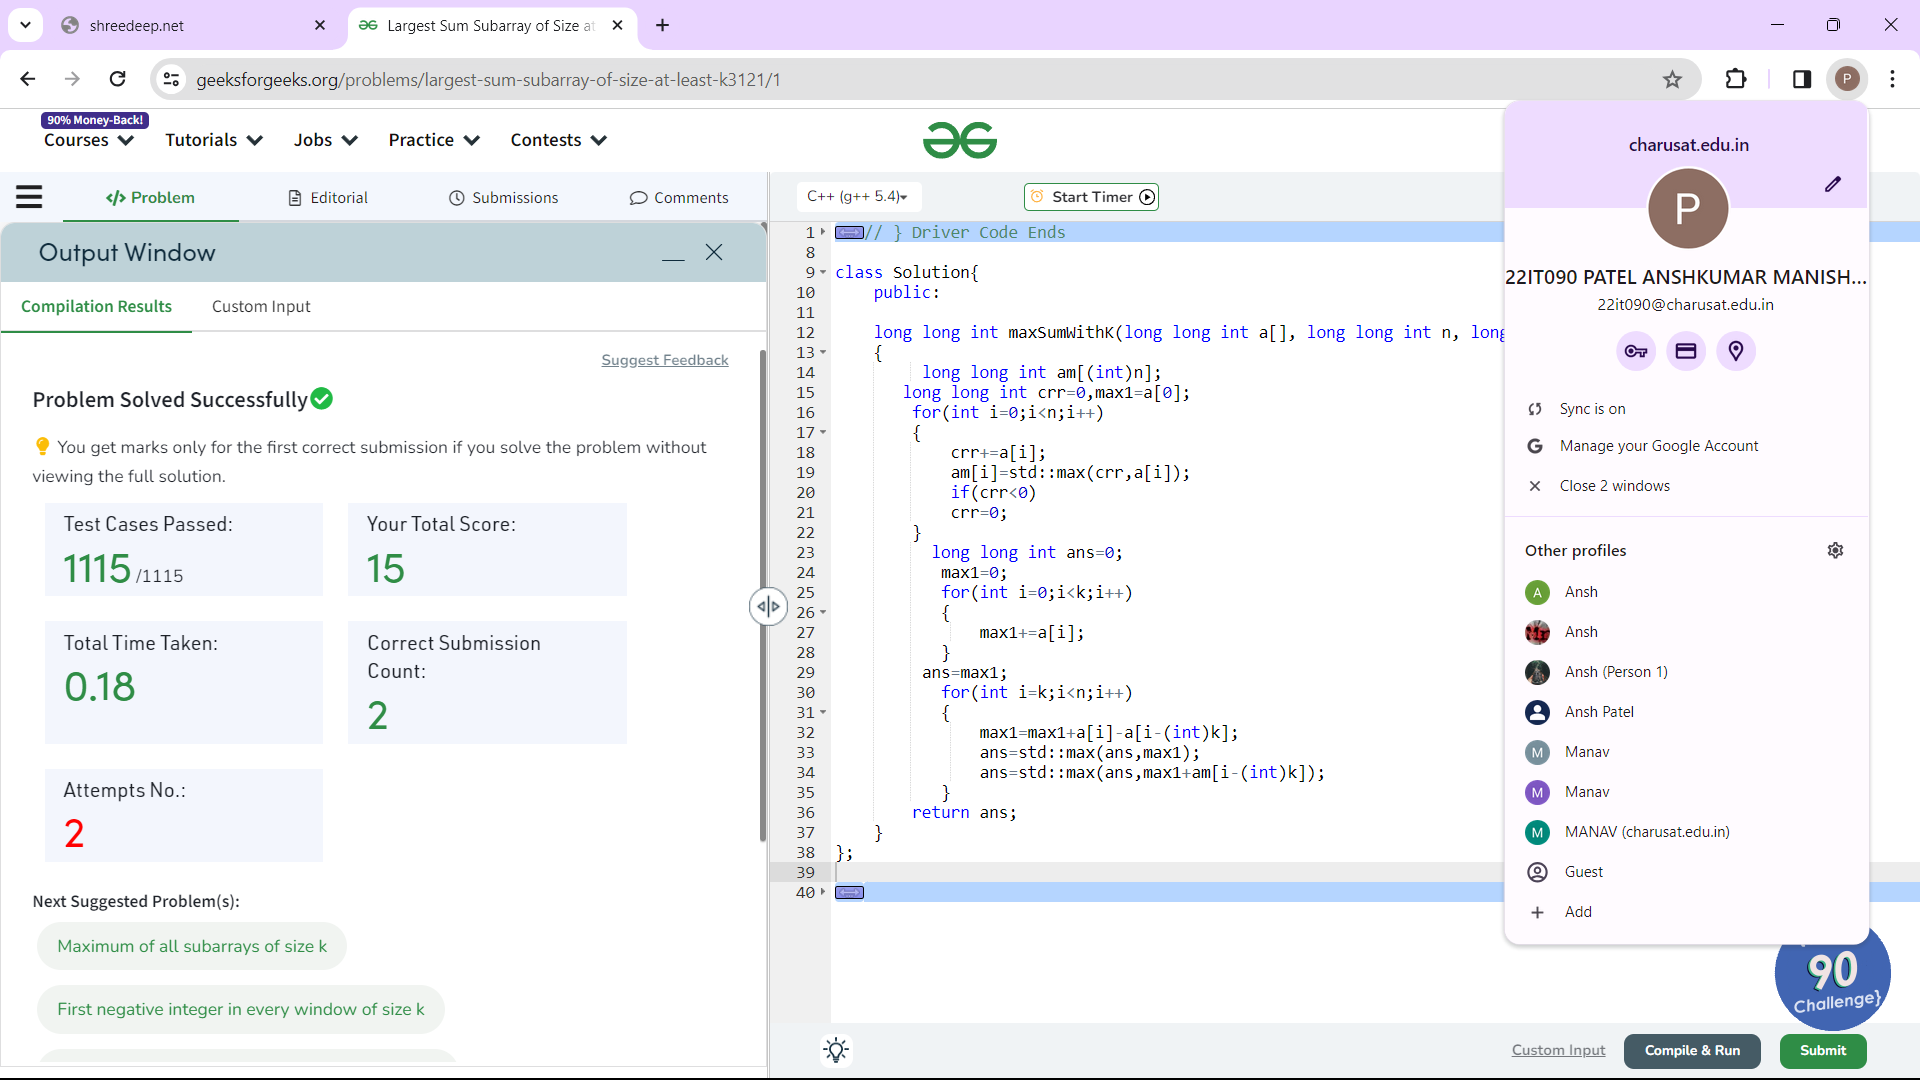 shreedeep.net
Largest Sum Subarray of Size at
geeksforgeeks.org/problems/largest-sum-subarray-of-size-at-least-k3121/1
P
90% Money-Back!
Courses
Tutorials
Jobs
Practice
Contests
</> Problem
Editorial
Submissions
Comments
C++ (g++ 5.4)
Start Timer
Output Window
Compilation Results
Custom Input
Suggest Feedback
Problem Solved Successfully
You get marks only for the first correct submission if you solve the problem without
viewing the full solution.
Test Cases Passed:
1115 /1115
Your Total Score:
15
Total Time Taken:
0.18
Correct Submission
Count:
2
Attempts No.:
2
Next Suggested Problem(s):
Maximum of all subarrays of size k
First negative integer in every window of size k
1 // } Driver Code Ends
8
9 class Solution{
10 public:
11
12 long long int maxSumWithK(long long int a[], long long int n, long
13 {
14 long long int am[(int)n];
15 long long int crr=0,max1=a[0];
16 for(int i=0;i<n;i++)
17 {
18 crr+=a[i];
19 am[i]=std::max(crr,a[i]);
20 if(crr<0)
21 crr=0;
22 }
23 long long int ans=0;
24 max1=0;
25 for(int i=0;i<k;i++)
26 {
27 max1+=a[i];
28 }
29 ans=max1;
30 for(int i=k;i<n;i++)
31 {
32 max1=max1+a[i]-a[i-(int)k];
33 ans=std::max(ans,max1);
34 ans=std::max(ans,max1+am[i-(int)k]);
35 }
36 return ans;
37 }
38 };
39
40
charusat.edu.in
P
22IT090 PATEL ANSHKUMAR MANISH...
22it090@charusat.edu.in
Sync is on
G Manage your Google Account
Close 2 windows
Other profiles
A Ansh
Ansh
Ansh (Person 1)
Ansh Patel
M Manav
M Manav
M MANAV (charusat.edu.in)
Guest
Add
90
Challenge}
Custom Input
Compile & Run
Submit